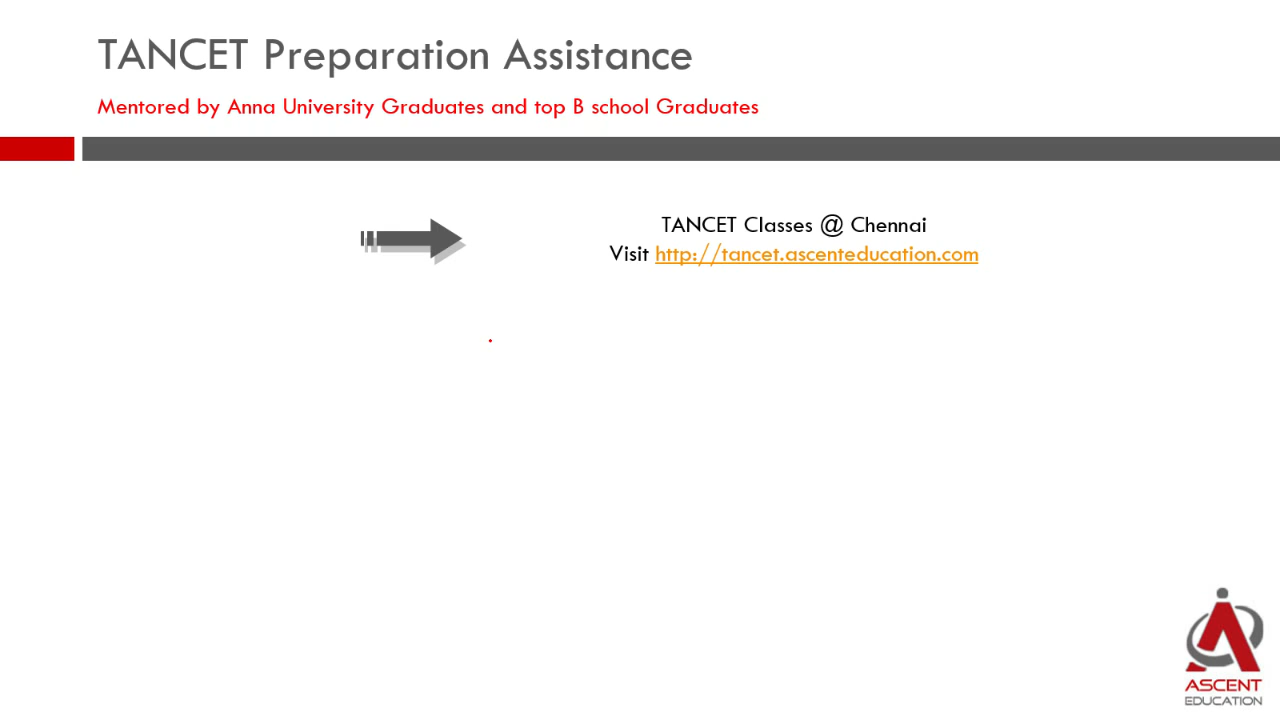 TANCET Preparation Assistance
Mentored by Anna University Graduates and top B school Graduates
TANCET Classes @ Chennai
Visit http://tancet.ascenteducation.com
ASCENT
EDUCATION